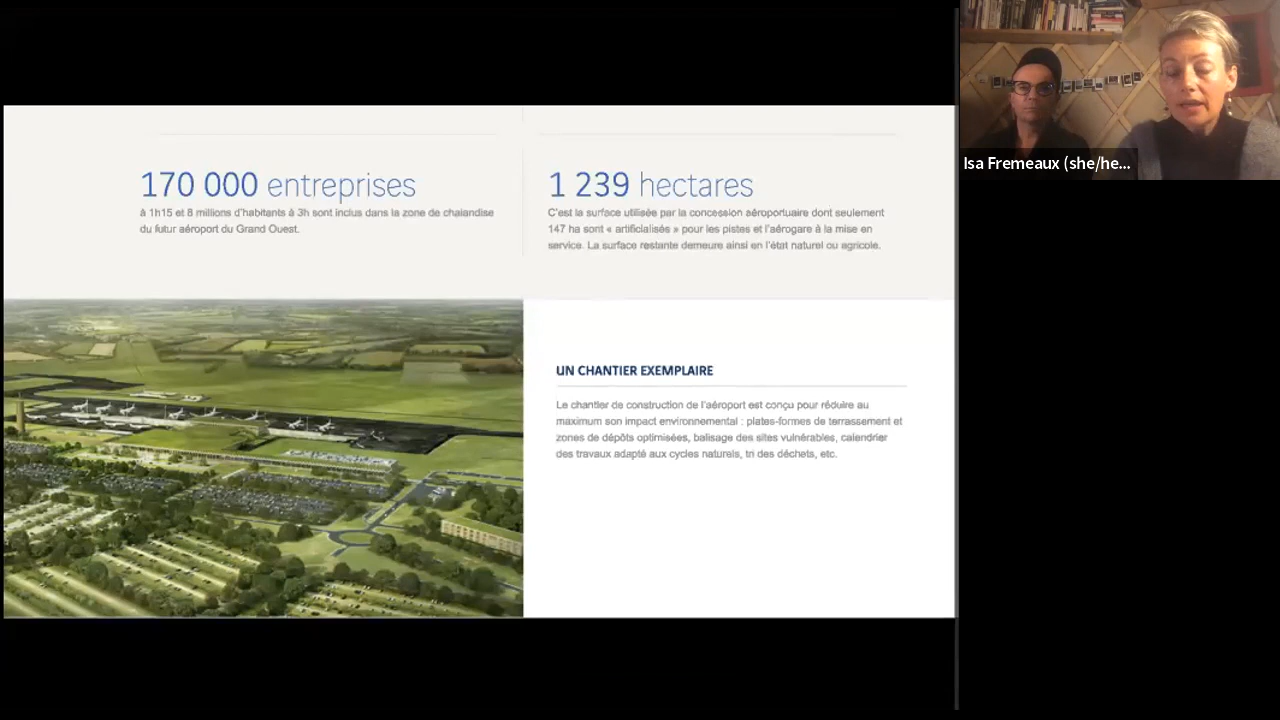 170 000 entreprises
à 1h15 et 8 millions d'habitants à 3h sont inclus dans la zone de chalandise
du futur aéroport du Grand Ouest.
1 239 hectares
C'est la surface utilisée par la concession aéroportuaire dont seulement
147 ha sont « artificialisés » pour les pistes et l'aérogare à la mise en
service. La surface restante demeure ainsi en l'état naturel ou agricole.
UN CHANTIER EXEMPLAIRE
Le chantier de construction de l'aéroport est conçu pour réduire au
maximum son impact environnemental : plates-formes de terrassement et
zones de dépôts optimisées, balisage des sites vulnérables, calendrier
des travaux adapté aux cycles naturels, tri des déchets, etc.
Isa Fremeaux (she/he...